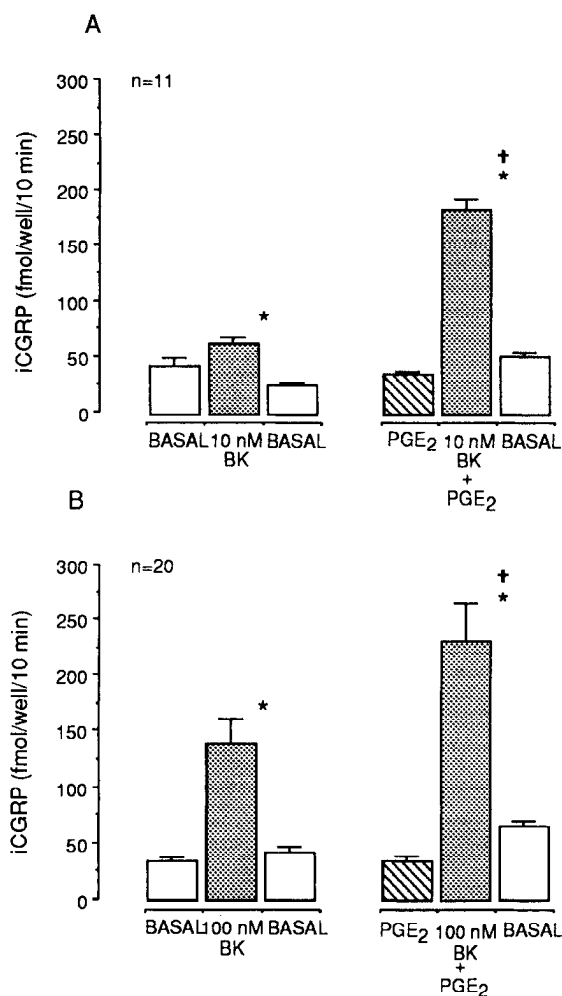 A
iCGRP (fmol/well/10 min)
300
250
200
150
100
50
0
n=11
*
†
*
BASAL 10 nM BASAL
BK
PGE2 10 nM BASAL
BK
+
PGE2
B
iCGRP (fmol/well/10 min)
300
250
200
150
100
50
0
n=20
*
†
*
BASAL 100 nM BASAL
BK
PGE2 100 nM BASAL
BK
+
PGE2